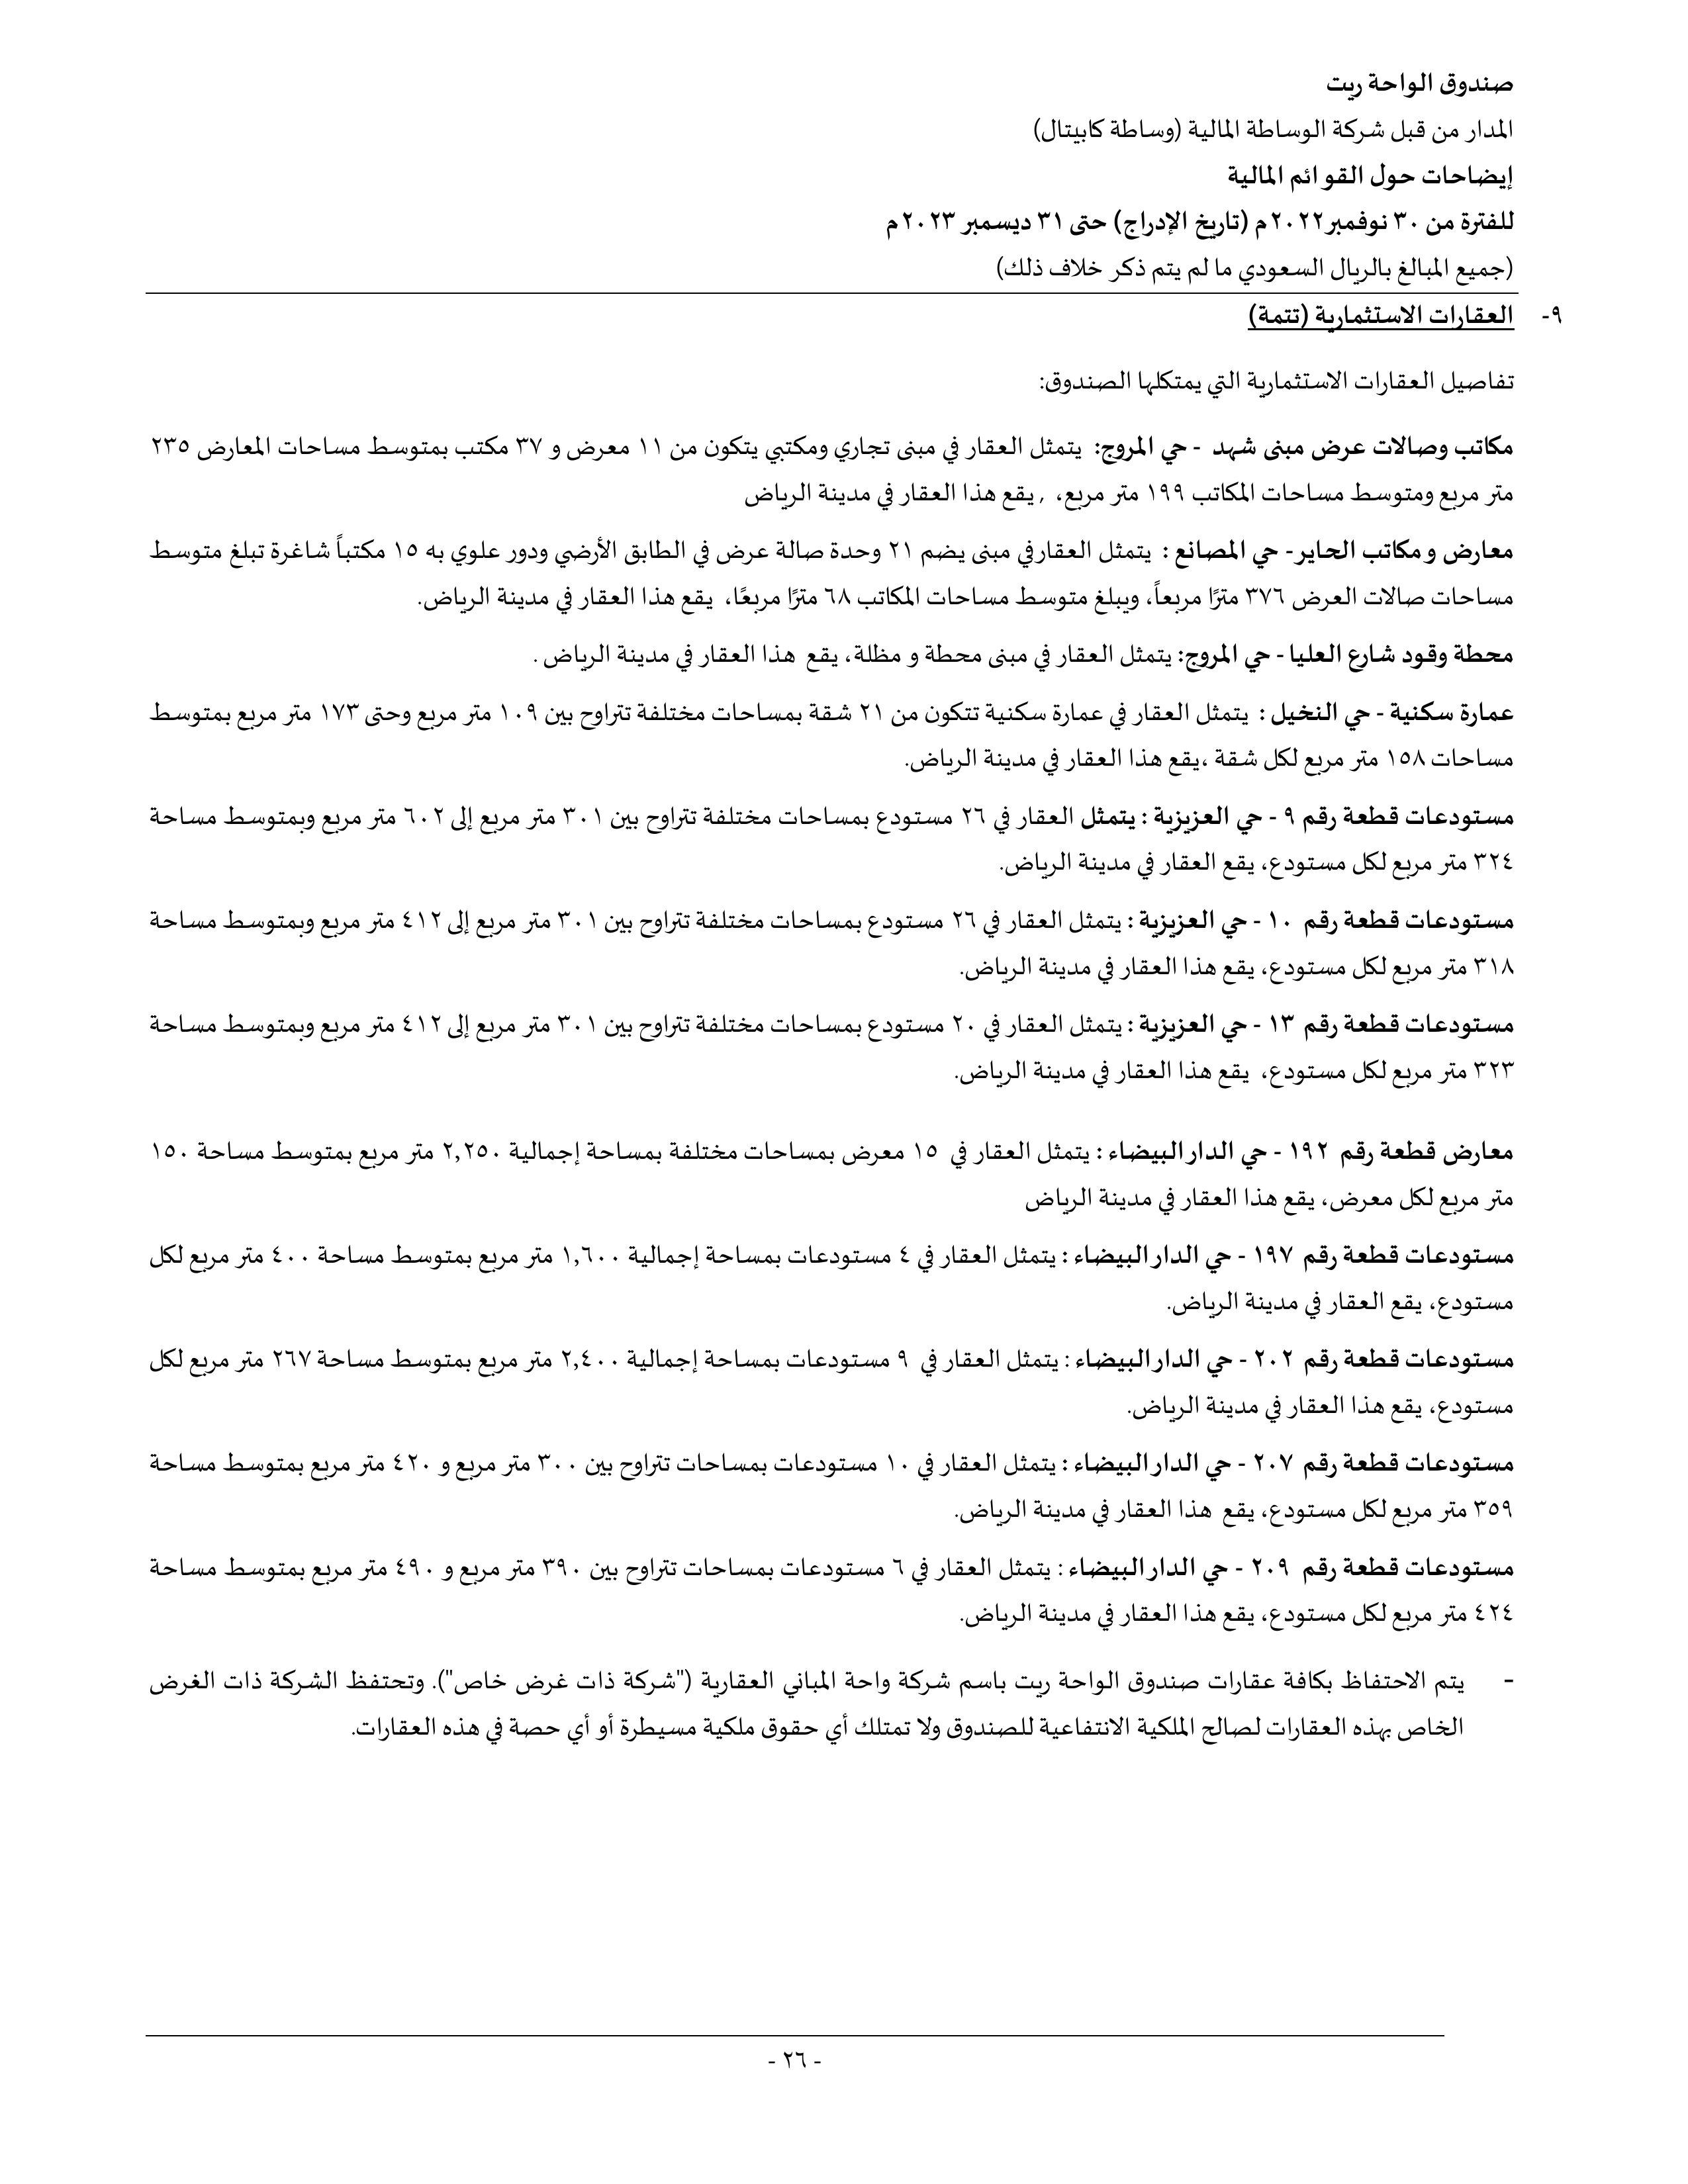 صندوق الواحة ريت
المدار من قبل شركة الوساطة المالية (وساطة كابيتال)
إيضاحات حول القوائم المالية
للفترة من ٣٠ نوفمبر٢٠٢٢م (تاريخ الإدراج) حتى ٣١ ديسمبر ٢٠٢٣م
(جميع المبالغ بالريال السعودي ما لم يتم ذكر خلاف ذلك)
٩- العقارات الاستثمارية (تتمة)
تفاصيل العقارات الاستثمارية التي يمتكلها الصندوق:
مكاتب وصالات عرض مبنى شهد - حي المروج: يتمثل العقار في مبنى تجاري ومكتبي يتكون من ١١ معرض و ٣٧ مكتب بمتوسط مساحات المعارض ٢٣٥
متر مربع ومتوسط مساحات المكاتب ١٩٩ متر مربع، , يقع هذا العقار في مدينة الرياض
معارض ومكاتب الحاير- حي المصانع : يتمثل العقارفي مبنى يضم ٢١ وحدة صالة عرض في الطابق الأرضي ودور علوي به ١٥ مكتباً شاغرة تبلغ متوسط
مساحات صالات العرض ٣٧٦ مترًا مربعاً، ويبلغ متوسط مساحات المكاتب ٦٨ مترًا مربعًا، يقع هذا العقار في مدينة الرياض.
محطة وقود شارع العليا - حي المروج: يتمثل العقار في مبنى محطة و مظلة، يقع هذا العقار في مدينة الرياض .
عمارة سكنية - حي النخيل : يتمثل العقار في عمارة سكنية تتكون من ٢١ شقة بمساحات مختلفة تتراوح بين ١٠٩ متر مربع وحتى ١٧٣ متر مربع بمتوسط
مساحات ١٥٨ متر مربع لكل شقة ،يقع هذا العقار في مدينة الرياض.
مستودعات قطعة رقم ٩ - حي العزيزية : يتمثل العقار في ٢٦ مستودع بمساحات مختلفة تتراوح بين ٣٠١ متر مربع إلى ٦٠٢ متر مربع وبمتوسط مساحة
٣٢٤ متر مربع لكل مستودع، يقع العقار في مدينة الرياض.
مستودعات قطعة رقم ١٠ - حي العزيزية : يتمثل العقار في ٢٦ مستودع بمساحات مختلفة تتراوح بين ٣٠١ متر مربع إلى ٤١٢ متر مربع وبمتوسط مساحة
٣١٨ متر مربع لكل مستودع، يقع هذا العقار في مدينة الرياض.
مستودعات قطعة رقم ١٣ - حي العزيزية : يتمثل العقار في ٢٠ مستودع بمساحات مختلفة تتراوح بين ٣٠١ متر مربع إلى ٤١٢ متر مربع وبمتوسط مساحة
٣٢٣ متر مربع لكل مستودع، يقع هذا العقار في مدينة الرياض.
معارض قطعة رقم ١٩٢ - حي الدار البيضاء : يتمثل العقار في ١٥ معرض بمساحات مختلفة بمساحة إجمالية ٢,٢٥٠ متر مربع بمتوسط مساحة ١٥٠
متر مربع لكل معرض، يقع هذا العقار في مدينة الرياض
مستودعات قطعة رقم ١٩٧ - حي الدار البيضاء : يتمثل العقار في ٤ مستودعات بمساحة إجمالية ١,٦٠٠ متر مربع بمتوسط مساحة ٤٠٠ متر مربع لكل
مستودع، يقع العقار في مدينة الرياض.
مستودعات قطعة رقم ٢٠٢ - حي الدار البيضاء : يتمثل العقار في ٩ مستودعات بمساحة إجمالية ٢,٤٠٠ متر مربع بمتوسط مساحة ٢٦٧ متر مربع لكل
مستودع، يقع هذا العقار في مدينة الرياض.
مستودعات قطعة رقم ٢٠٧ - حي الدار البيضاء : يتمثل العقار في ١٠ مستودعات بمساحات تتراوح بين ٣٠٠ متر مربع و ٤٢٠ متر مربع بمتوسط مساحة
٣٥٩ متر مربع لكل مستودع، يقع هذا العقار في مدينة الرياض.
مستودعات قطعة رقم ٢٠٩ - حي الدار البيضاء : يتمثل العقار في ٦ مستودعات بمساحات تتراوح بين ٣٩٠ متر مربع و ٤٩٠ متر مربع بمتوسط مساحة
٤٢٤ متر مربع لكل مستودع، يقع هذا العقار في مدينة الرياض.
- يتم الاحتفاظ بكافة عقارات صندوق الواحة ريت باسم شركة واحة المباني العقارية ("شركة ذات غرض خاص"). وتحتفظ الشركة ذات الغرض
الخاص بهذه العقارات لصالح الملكية الانتفاعية للصندوق ولا تمتلك أي حقوق ملكية مسيطرة أو أي حصة في هذه العقارات.
- ٢٦ -